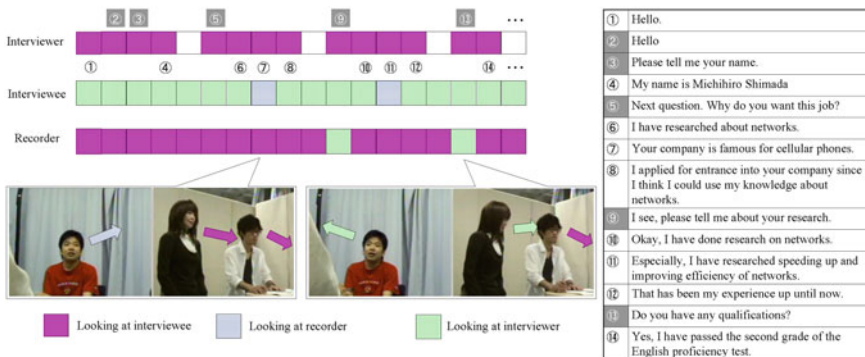 ② ③ ⑤ ⑨ ⑬ ...
Interviewer
① ④ ⑥ ⑦ ⑧ ⑩ ⑪ ⑫ ⑭ ...
Interviewee
Recorder
Looking at interviewee
Looking at recorder
Looking at interviewer
① Hello.
② Hello
③ Please tell me your name.
④ My name is Michihiro Shimada
⑤ Next question. Why do you want this job?
⑥ I have researched about networks.
⑦ Your company is famous for cellular phones.
⑧ I applied for entrance into your company since
I think I could use my knowledge about
networks.
⑨ I see, please tell me about your research.
⑩ Okay, I have done research on networks.
⑪ Especially, I have researched speeding up and
improving efficiency of networks.
⑫ That has been my experience up until now.
⑬ Do you have any qualifications?
⑭ Yes, I have passed the second grade of the
English proficiency test.